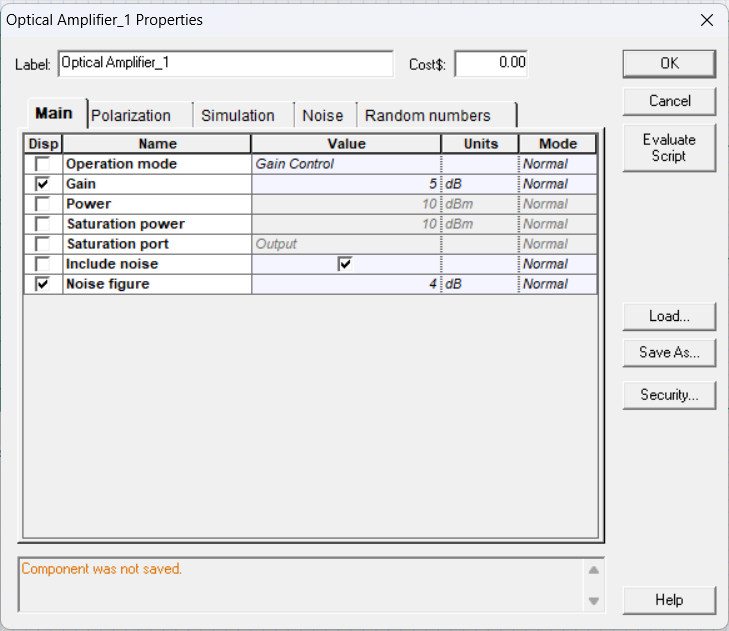 Optical Amplifier_1 Properties
Label: Optical Amplifier_1 Cost$: 0.00 OK
Cancel
Evaluate Script
Main Polarization Simulation Noise Random numbers
Disp Name Value Units Mode
Operation mode Gain Control Normal
Gain 5 dB Normal
Power 10 dBm Normal
Saturation power 10 dBm Normal
Saturation port Output Normal
Include noise Normal
Noise figure 4 dB Normal
Load...
Save As...
Security...
Component was not saved.
Help